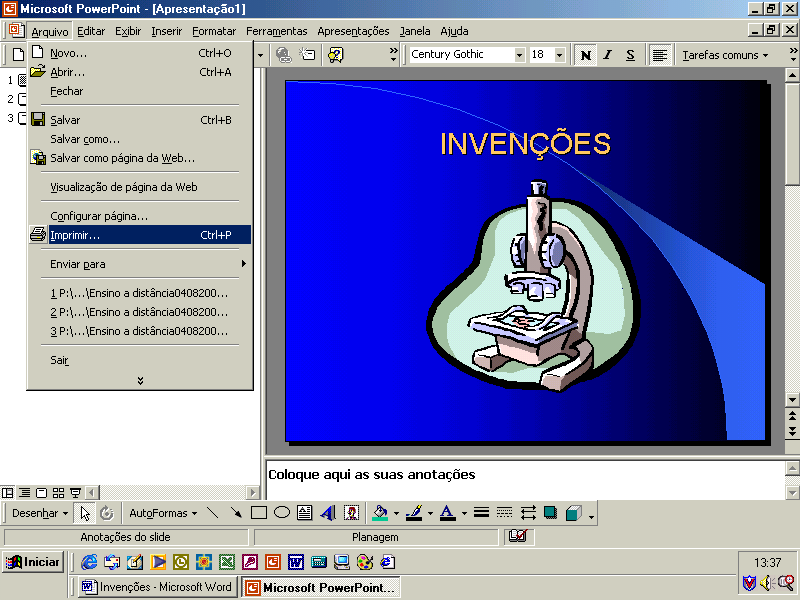 Microsoft PowerPoint - [Apresentação1]
Arquivo Editar Exibir Inserir Formatar Ferramentas Apresentações Janela Ajuda
Century Gothic 18 N I S Tarefas comuns
Novo... Ctrl+O
Abrir... Ctrl+A
Fechar
Salvar Ctrl+B
Salvar como...
Salvar como página da Web...
Visualização de página da Web
Configurar página...
Imprimir... Ctrl+P
Enviar para
1 P:\...\Ensino a distância0408200...
2 P:\...\Ensino a distância0408200...
3 P:\...\Ensino a distância0408200...
Sair
1
2
3
INVENÇÕES
Coloque aqui as suas anotações
Desenhar AutoFormas
Anotações do slide Planagem
Iniciar 13:37
Invenções - Microsoft Word Microsoft PowerPoint...